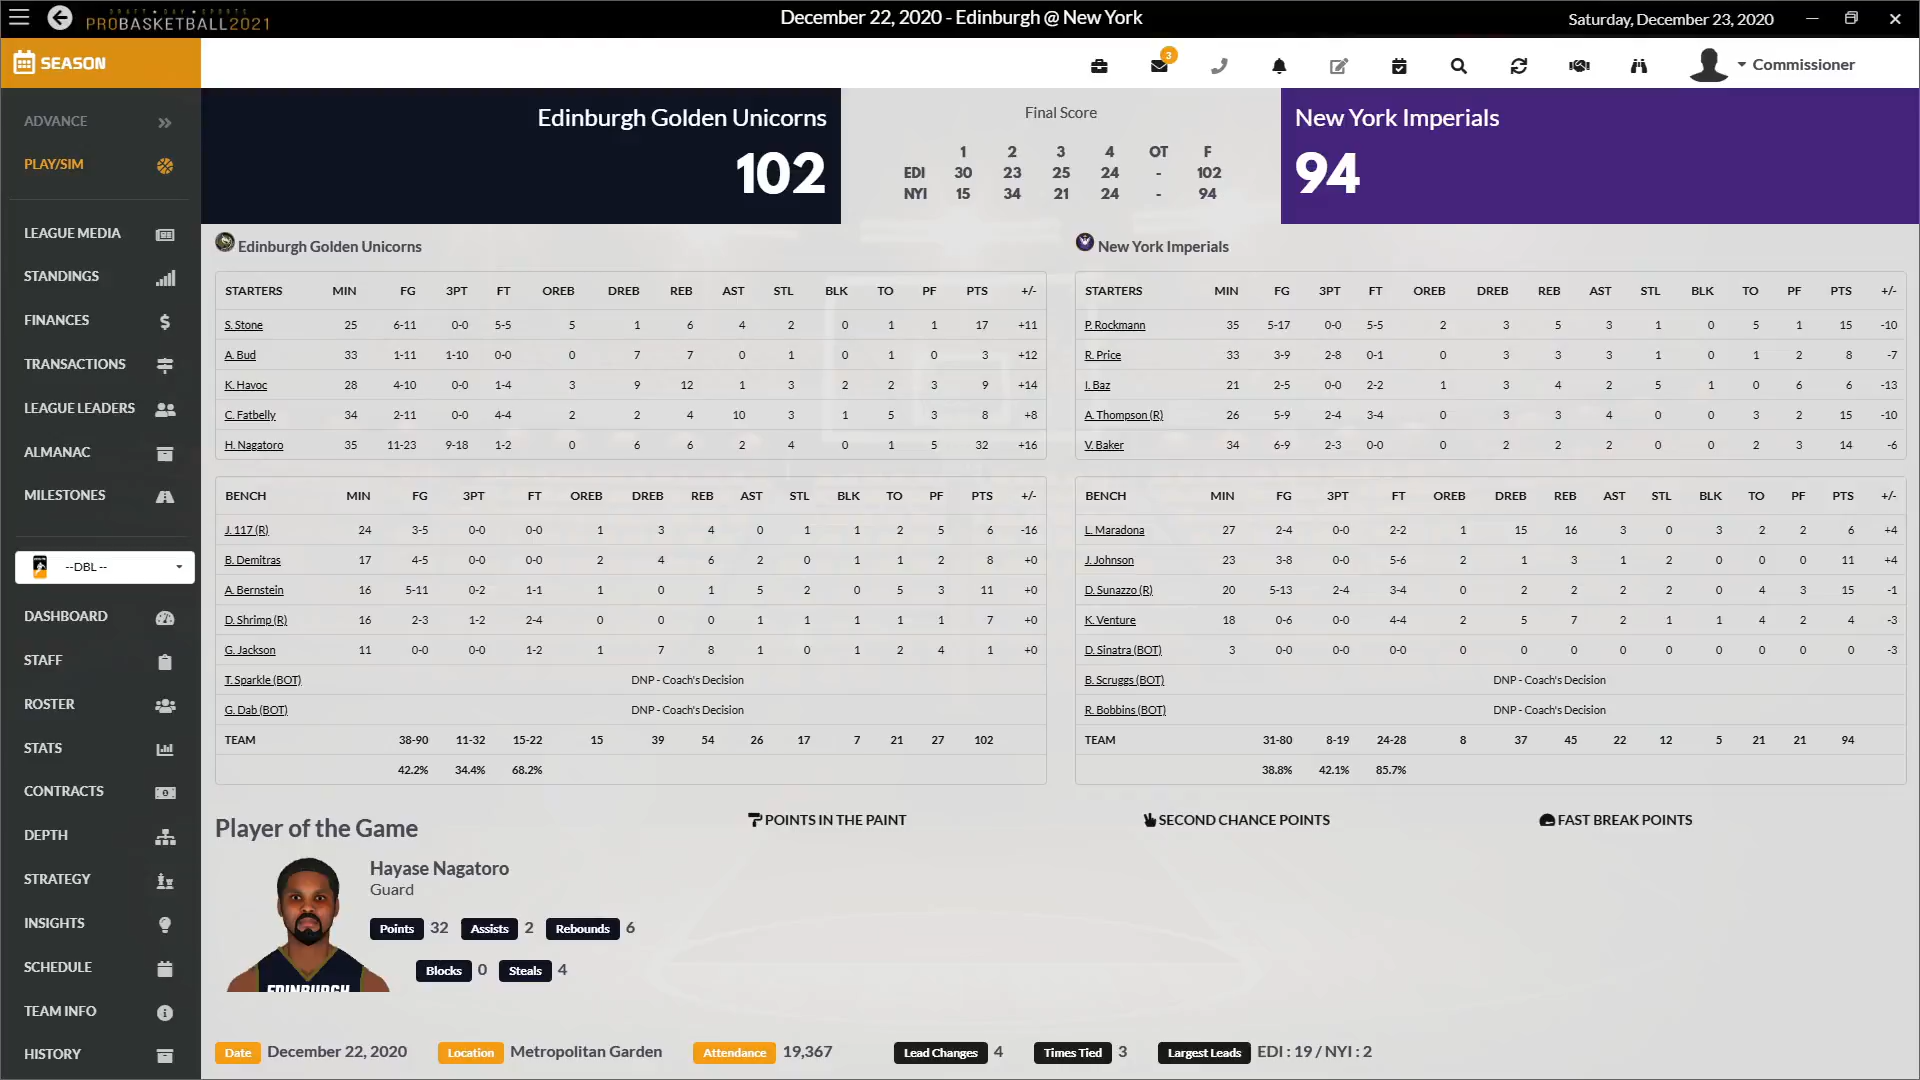 DRAFT DAY SPORTS
PROBASKETBALL2021
December 22, 2020 - Edinburgh @ New York
Saturday, December 23, 2020
SEASON
3
Commissioner
ADVANCE
PLAY/SIM
LEAGUE MEDIA
STANDINGS
FINANCES
TRANSACTIONS
LEAGUE LEADERS
ALMANAC
MILESTONES
--DBL --
DASHBOARD
STAFF
ROSTER
STATS
CONTRACTS
DEPTH
STRATEGY
INSIGHTS
SCHEDULE
TEAM INFO
HISTORY
Edinburgh Golden Unicorns
102
Final Score
1 2 3 4 OT F
EDI 30 23 25 24 - 102
NYI 15 34 21 24 - 94
New York Imperials
94
Edinburgh Golden Unicorns
STARTERS MIN FG 3PT FT OREB DREB REB AST STL BLK TO PF PTS +/-
S. Stone 25 6-11 0-0 5-5 5 1 6 4 2 0 1 1 17 +11
A. Bud 33 1-11 1-10 0-0 0 7 7 0 1 0 1 0 3 +12
K. Havoc 28 4-10 0-0 1-4 3 9 12 1 3 2 2 3 9 +14
C. Fatbelly 34 2-11 0-0 4-4 2 2 4 10 3 1 5 3 8 +8
H. Nagatoro 35 11-23 9-18 1-2 0 6 6 2 4 0 1 5 32 +16
BENCH MIN FG 3PT FT OREB DREB REB AST STL BLK TO PF PTS +/-
J. 117 (R) 24 3-5 0-0 0-0 1 3 4 0 1 1 2 5 6 -16
B. Demitras 17 4-5 0-0 0-0 2 4 6 2 0 1 1 2 8 +0
A. Bernstein 16 5-11 0-2 1-1 1 0 1 5 2 0 5 3 11 +0
D. Shrimp (R) 16 2-3 1-2 2-4 0 0 0 1 1 1 1 1 7 +0
G. Jackson 11 0-0 0-0 1-2 1 7 8 1 0 1 2 4 1 +0
T. Sparkle (BOT) DNP - Coach's Decision
G. Dab (BOT) DNP - Coach's Decision
TEAM 38-90 11-32 15-22 15 39 54 26 17 7 21 27 102
42.2% 34.4% 68.2%
New York Imperials
STARTERS MIN FG 3PT FT OREB DREB REB AST STL BLK TO PF PTS +/-
P. Rockmann 35 5-17 0-0 5-5 2 3 5 3 1 0 5 1 15 -10
R. Price 33 3-9 2-8 0-1 0 3 3 3 1 0 1 2 8 -7
I. Baz 21 2-5 0-0 2-2 1 3 4 2 5 1 0 6 6 -13
A. Thompson (R) 26 5-9 2-4 3-4 0 3 3 4 0 0 3 2 15 -10
V. Baker 34 6-9 2-3 0-0 0 2 2 2 0 0 2 3 14 -6
BENCH MIN FG 3PT FT OREB DREB REB AST STL BLK TO PF PTS +/-
L. Maradona 27 2-4 0-0 2-2 1 15 16 3 0 3 2 2 6 +4
J. Johnson 23 3-8 0-0 5-6 2 1 3 1 2 0 0 0 11 +4
D. Sunazzo (R) 20 5-13 2-4 3-4 0 2 2 2 2 0 4 3 15 -1
K. Venture 18 0-6 0-0 4-4 2 5 7 2 1 1 4 2 4 -3
D. Sinatra (BOT) 3 0-0 0-0 0-0 0 0 0 0 0 0 0 0 0 -3
B. Scruggs (BOT) DNP - Coach's Decision
R. Bobbins (BOT) DNP - Coach's Decision
TEAM 31-80 8-19 24-28 8 37 45 22 12 5 21 21 94
38.8% 42.1% 85.7%
Player of the Game
Hayase Nagatoro
Guard
Points 32 Assists 2 Rebounds 6
Blocks 0 Steals 4
EDINBURGH
POINTS IN THE PAINT
SECOND CHANCE POINTS
FAST BREAK POINTS
Date December 22, 2020 Location Metropolitan Garden Attendance 19,367 Lead Changes 4 Times Tied 3 Largest Leads EDI : 19 / NYI : 2